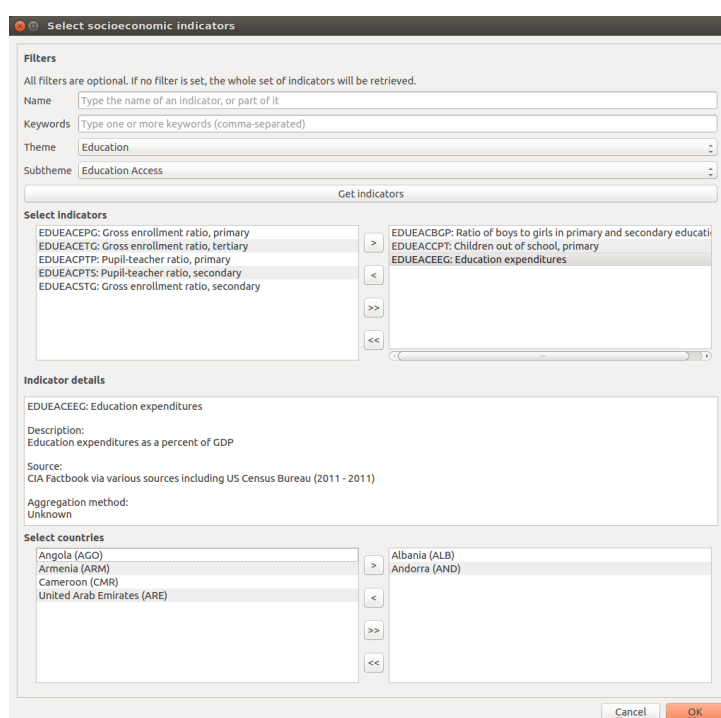 Select socioeconomic indicators
Filters
All filters are optional. If no filter is set, the whole set of indicators will be retrieved.
Name Type the name of an indicator, or part of it
Keywords Type one or more keywords (comma-separated)
Theme Education
Subtheme Education Access
Get indicators
Select indicators
EDUEACEPG: Gross enrollment ratio, primary
EDUEACETG: Gross enrollment ratio, tertiary
EDUEACPTP: Pupil-teacher ratio, primary
EDUEACPTS: Pupil-teacher ratio, secondary
EDUEACSTG: Gross enrollment ratio, secondary
>
<
>>
<<
EDUEACBGP: Ratio of boys to girls in primary and secondary educati
EDUEACCPT: Children out of school, primary
EDUEACEEG: Education expenditures
Indicator details
EDUEACEEG: Education expenditures
Description:
Education expenditures as a percent of GDP
Source:
CIA Factbook via various sources including US Census Bureau (2011 - 2011)
Aggregation method:
Unknown
Select countries
Angola (AGO)
Armenia (ARM)
Cameroon (CMR)
United Arab Emirates (ARE)
>
<
>>
<<
Albania (ALB)
Andorra (AND)
Cancel OK